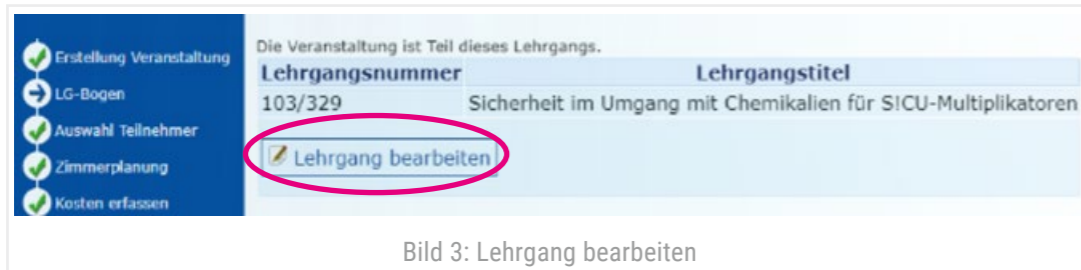 Erstellung Veranstaltung
LG-Bogen
Auswahl Teilnehmer
Zimmerplanung
Kosten erfassen
Die Veranstaltung ist Teil dieses Lehrgangs.
Lehrgangsnummer Lehrgangstitel
103/329 Sicherheit im Umgang mit Chemikalien für S!CU-Multiplikatoren
Lehrgang bearbeiten
Bild 3: Lehrgang bearbeiten